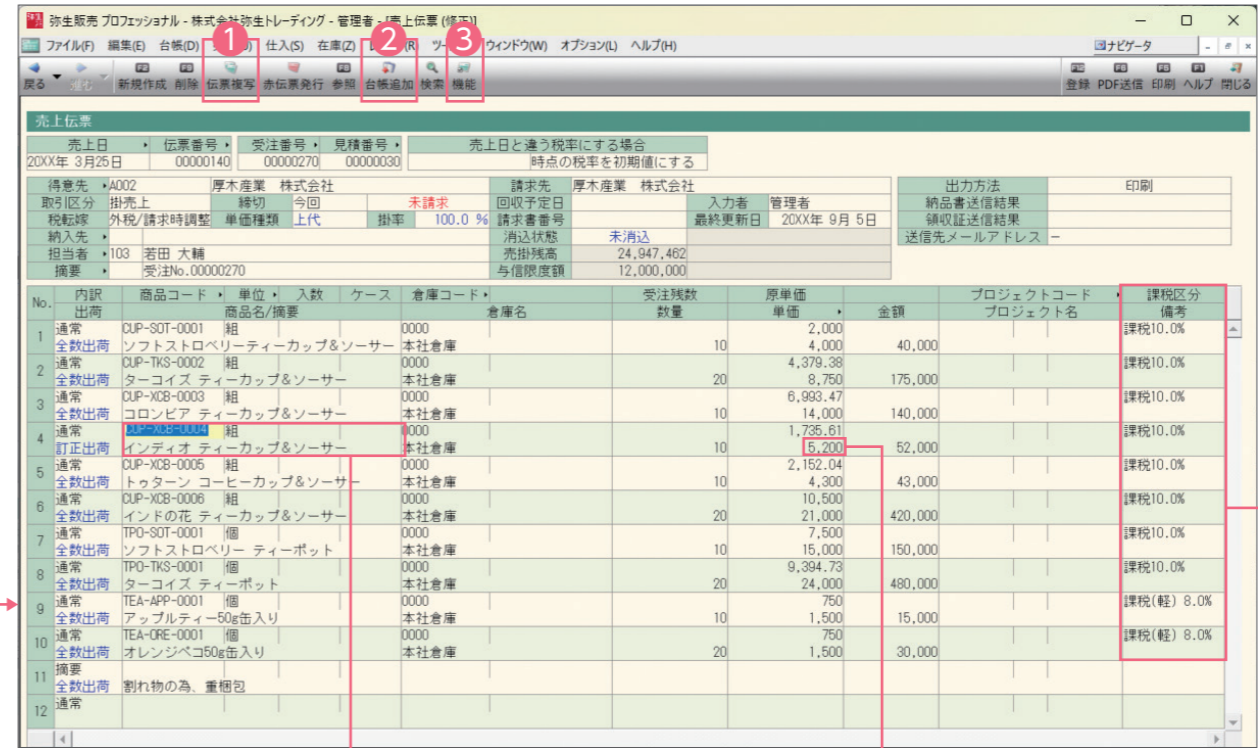 弥生販売 プロフェッショナル - 株式会社弥生トレーディング - 管理者 - [売上伝票 (修正)]
ファイル(F) 編集(E) 台帳(D) 仕入(S) 在庫(Z) ウィンドウ(W) オプション(L) ヘルプ(H) ナビゲータ
1 2 3
戻る 進む 新規作成 削除 伝票複写 赤伝票発行 参照 台帳追加 検索 機能 登録 PDF送信 印刷 ヘルプ 閉じる
売上伝票
売上日 伝票番号 受注番号 見積番号 売上日と違う税率にする場合
20XX年 3月25日 00000140 00000270 00000030 時点の税率を初期値にする
得意先 A002 厚木産業 株式会社 請求先 厚木産業 株式会社 出力方法 印刷
取引区分 掛売上 締切 今回 未請求 回収予定日 入力者 管理者 納品書送信結果
税転嫁 外税/請求時調整 単価種類 上代 掛率 100.0 % 請求書番号 最終更新日 20XX年 9月 5日 領収証送信結果
納入先 消込状態 未消込 送信先メールアドレス -
担当者 103 若田 大輔 売掛残高 24,947,462
摘要 受注No.00000270 与信限度額 12,000,000
No. 内訳 商品コード 単位 入数 ケース 倉庫コード 受注残数 原単価 プロジェクトコード 課税区分
出荷 商品名/摘要 倉庫名 数量 単価 金額 プロジェクト名 備考
1 通常 CUP-SOT-0001 組 0000 2,000 課税10.0%
全数出荷 ソフトストロベリーティーカップ&ソーサー 本社倉庫 10 4,000 40,000
2 通常 CUP-TKS-0002 組 0000 4,379.38 課税10.0%
全数出荷 ターコイズ ティーカップ&ソーサー 本社倉庫 20 8,750 175,000
3 通常 CUP-XCB-0003 組 0000 6,993.47 課税10.0%
全数出荷 コロンビア ティーカップ&ソーサー 本社倉庫 10 14,000 140,000
4 通常 CUP-XCB-0004 組 0000 1,735.61 課税10.0%
訂正出荷 インディオ ティーカップ&ソーサー 本社倉庫 10 5,200 52,000
5 通常 CUP-XCB-0005 組 0000 2,152.04 課税10.0%
全数出荷 トゥターン コーヒーカップ&ソーサー 本社倉庫 10 4,300 43,000
6 通常 CUP-XCB-0006 組 0000 10,500 課税10.0%
全数出荷 インドの花 ティーカップ&ソーサー 本社倉庫 20 21,000 420,000
7 通常 TPO-SOT-0001 個 0000 7,500 課税10.0%
全数出荷 ソフトストロベリー ティーポット 本社倉庫 10 15,000 150,000
8 通常 TPO-TKS-0001 個 0000 9,394.73 課税10.0%
全数出荷 ターコイズ ティーポット 本社倉庫 20 24,000 480,000
9 通常 TEA-APP-0001 個 0000 750 課税(軽) 8.0%
全数出荷 アップルティー50g缶入り 本社倉庫 10 1,500 15,000
10 通常 TEA-ORE-0001 個 0000 750 課税(軽) 8.0%
全数出荷 オレンジペコ50g缶入り 本社倉庫 20 1,500 30,000
11 摘要
全数出荷 割れ物の為、重梱包
12 通常